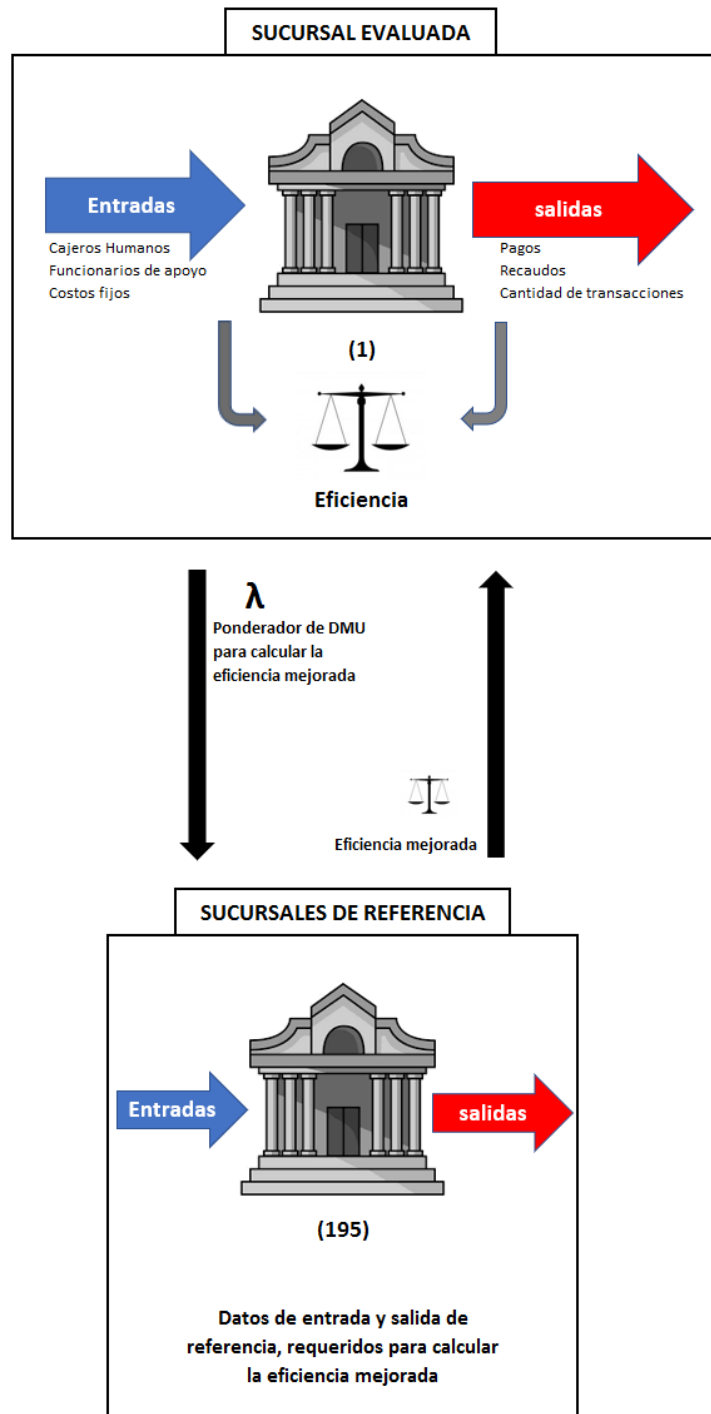 SUCURSAL EVALUADA
Entradas
Cajeros Humanos
Funcionarios de apoyo
Costos fijos
salidas
Pagos
Recaudos
Cantidad de transacciones
(1)
Eficiencia
λ
Ponderador de DMU
para calcular la
eficiencia mejorada
Eficiencia mejorada
SUCURSALES DE REFERENCIA
Entradas
salidas
(195)
Datos de entrada y salida de
referencia, requeridos para calcular
la eficiencia mejorada